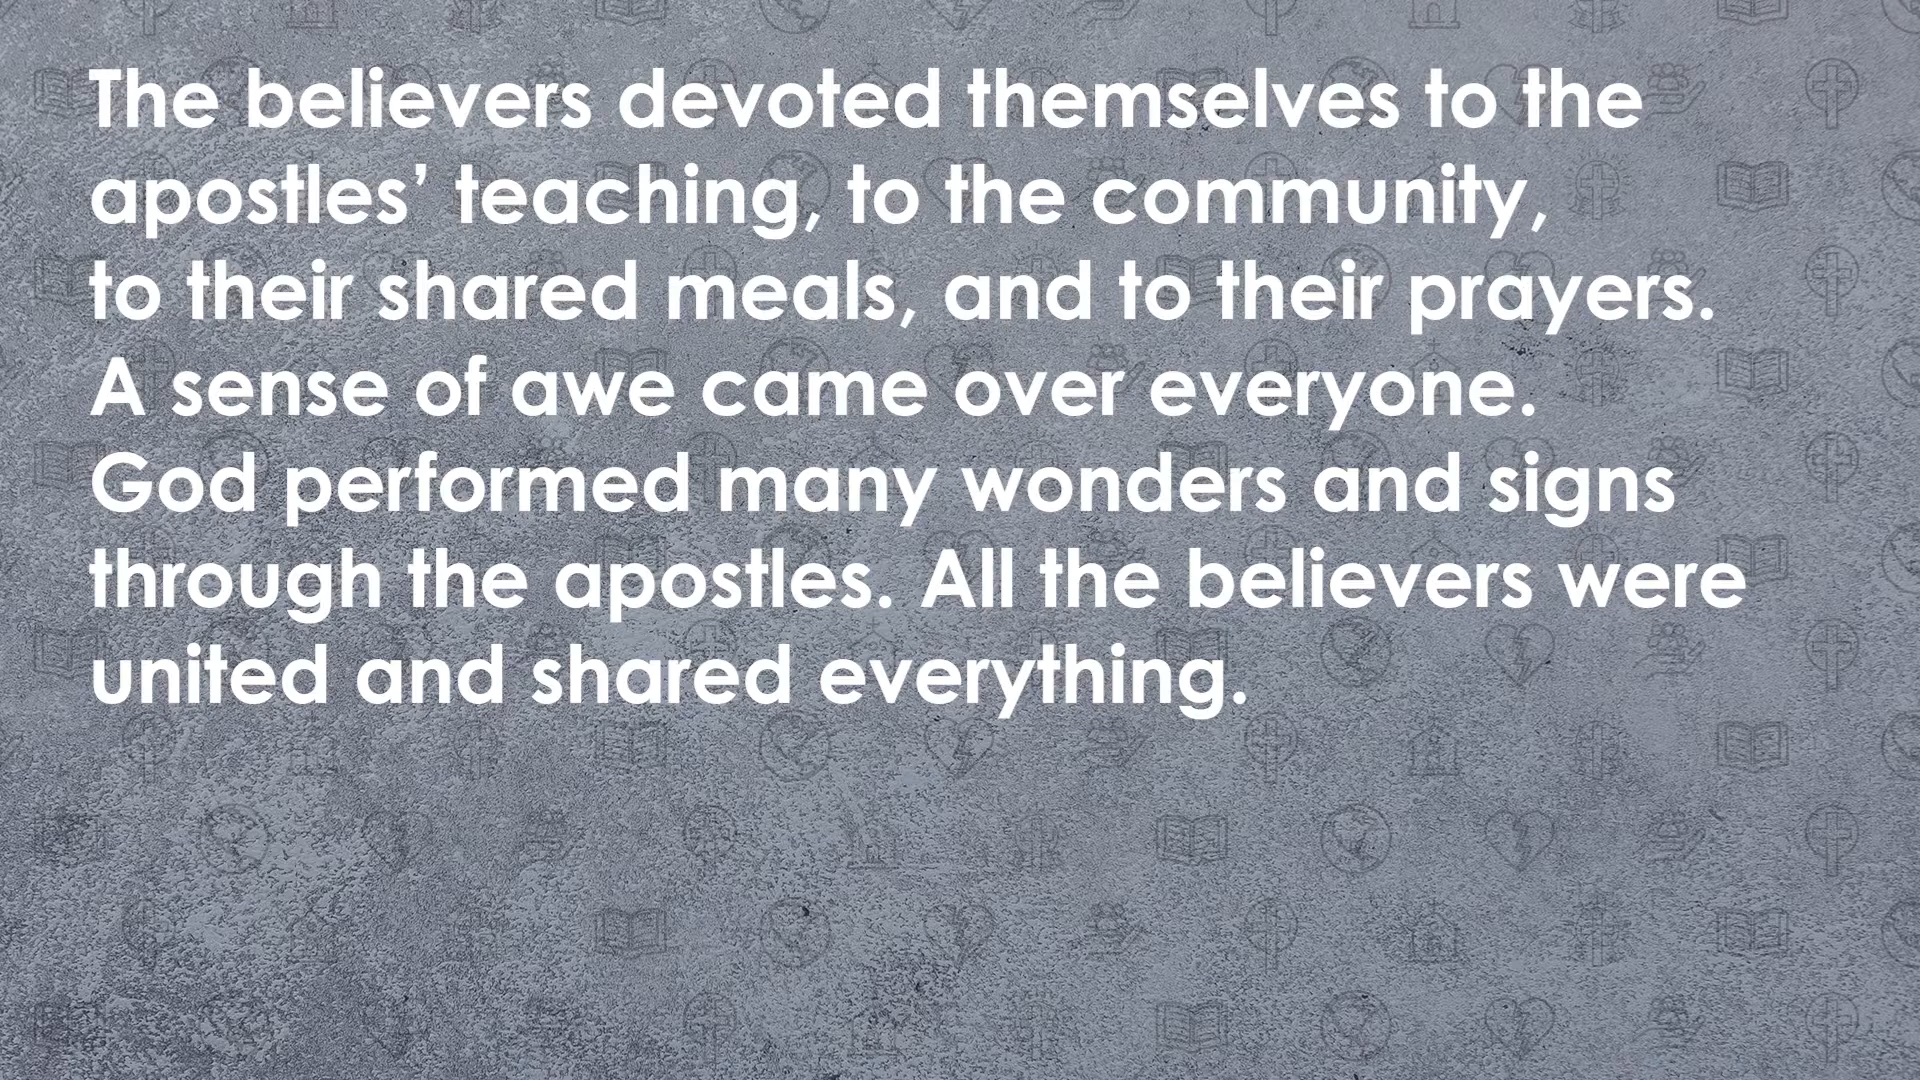 The believers devoted themselves to the
apostles’ teaching, to the community,
to their shared meals, and to their prayers.
A sense of awe came over everyone.
God performed many wonders and signs
through the apostles. All the believers were
united and shared everything.